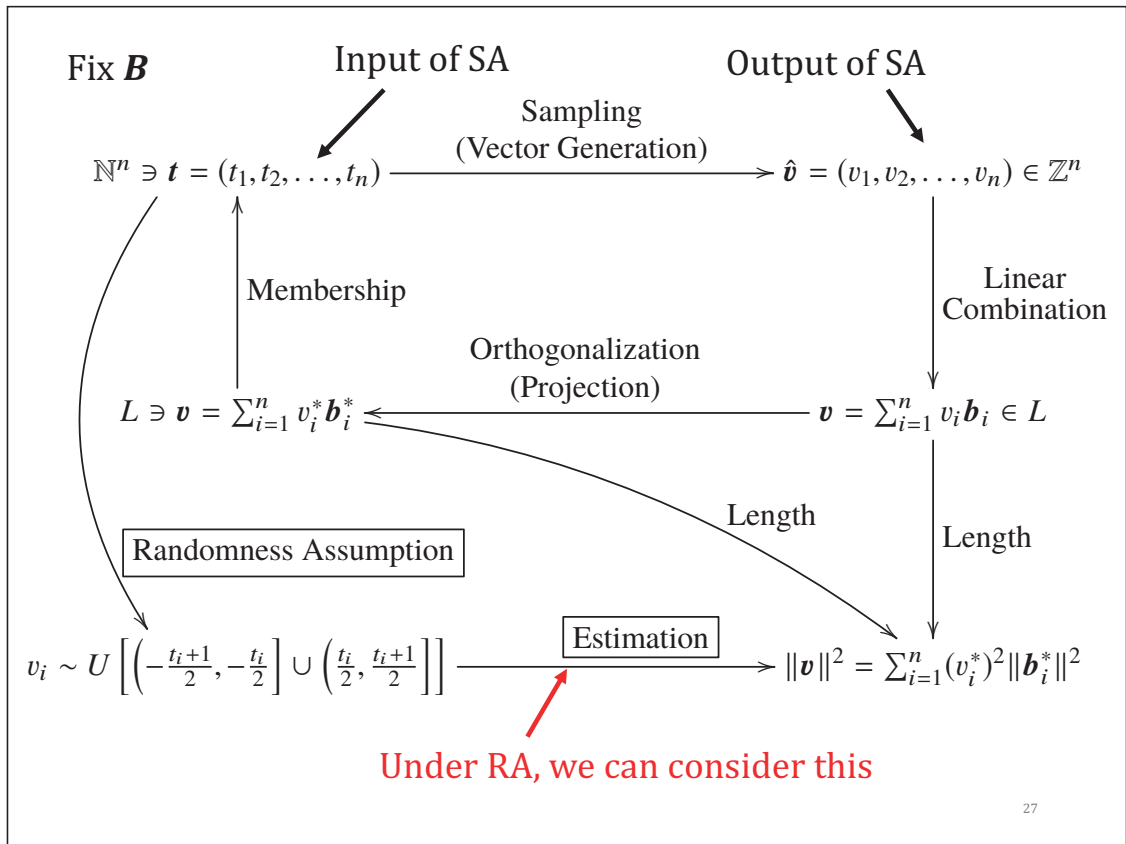 Fix B
Input of SA
Output of SA
Sampling
(Vector Generation)
ℕⁿ ∋ t = (t₁, t₂, . . . , tₙ)
v̂ = (v₁, v₂, . . . , vₙ) ∈ ℤⁿ
Membership
Linear
Combination
Orthogonalization
(Projection)
L ∋ v = ∑ᵢ₌₁ⁿ vᵢ* bᵢ*
v = ∑ᵢ₌₁ⁿ vᵢ bᵢ ∈ L
Length
Length
Randomness Assumption
Estimation
vᵢ ∼ U [(−(tᵢ+1)/2, −tᵢ/2] ∪ (tᵢ/2, (tᵢ+1)/2]]
‖v‖² = ∑ᵢ₌₁ⁿ (vᵢ*)² ‖bᵢ*‖²
Under RA, we can consider this
27